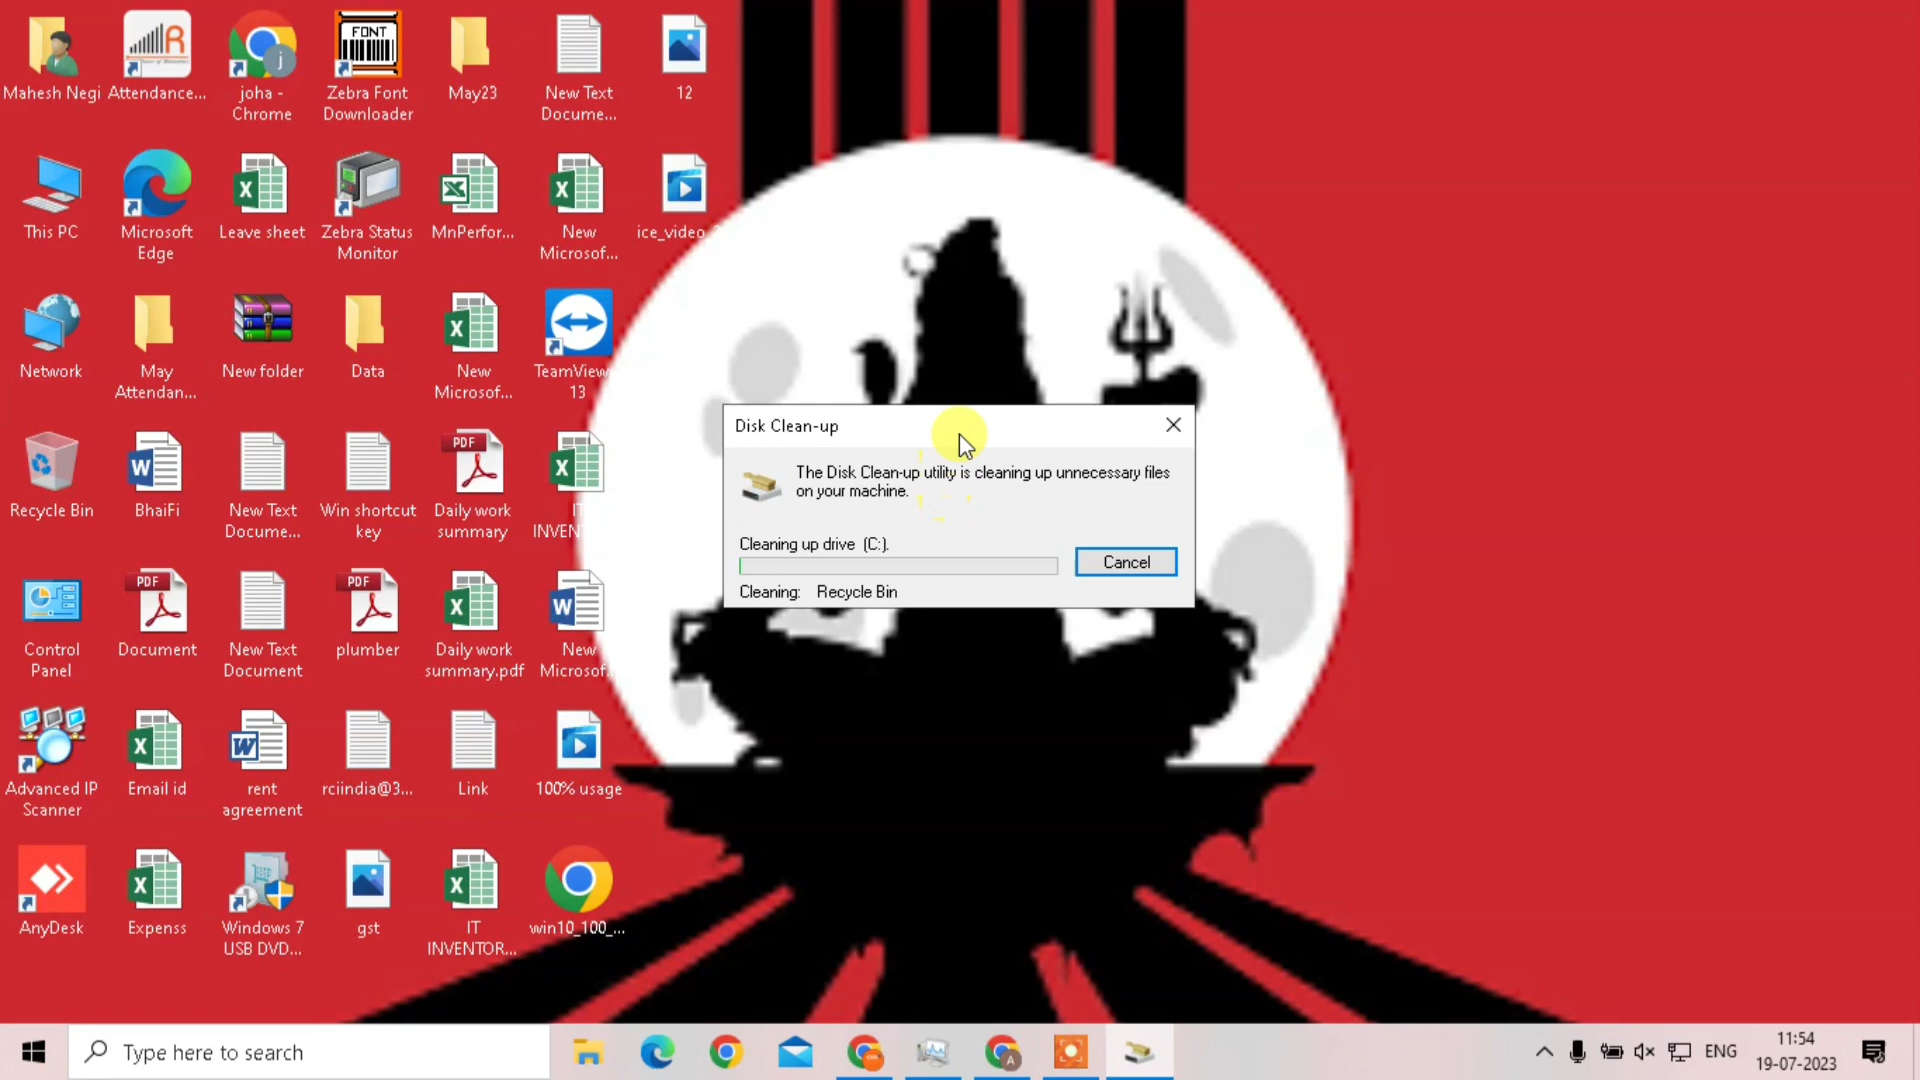 Mahesh Negi
Attendance...
joha -
Chrome
FONT
Zebra Font
Downloader
May23
New Text
Docume...
12
This PC
Microsoft
Edge
Leave sheet
Zebra Status
Monitor
MnPerfor...
New
Microsof...
ice_video_2
Network
May
Attendan...
New folder
Data
New
Microsof...
TeamView
13
Recycle Bin
BhaiFi
New Text
Docume...
Win shortcut
key
PDF
Daily work
summary
IT
INVENT
Control
Panel
PDF
Document
New Text
Document
PDF
plumber
Daily work
summary.pdf
New
Microsof.
Advanced IP
Scanner
Email id
rent
agreement
rciindia@3...
Link
100% usage
AnyDesk
Expenss
Windows 7
USB DVD...
gst
IT
INVENTOR...
win10_100_...
Disk Clean-up
The Disk Clean-up utility is cleaning up unnecessary files
on your machine.
Cleaning up drive (C:).
Cancel
Cleaning: Recycle Bin
Type here to search
ENG
11:54
19-07-2023